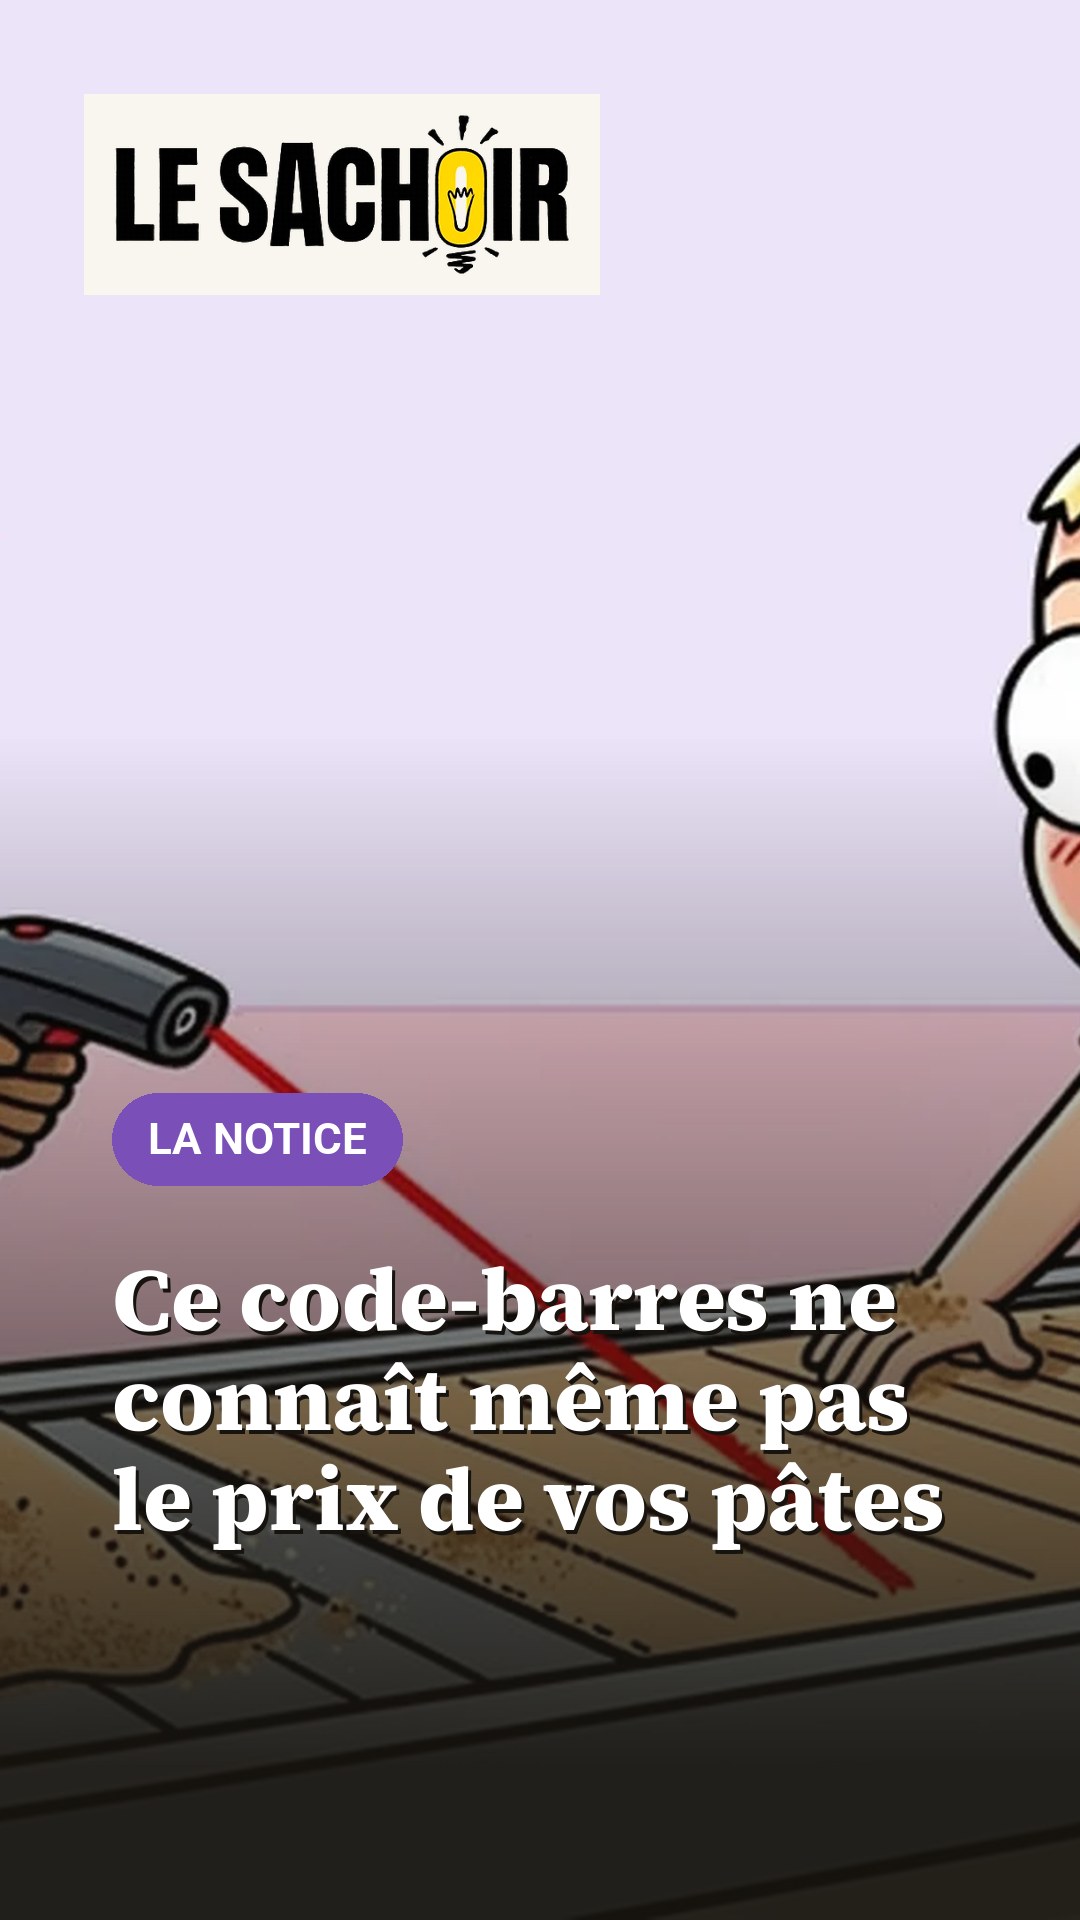 LE SACHOIR
LA NOTICE
Ce code-barres ne
connaît même pas
le prix de vos pâtes